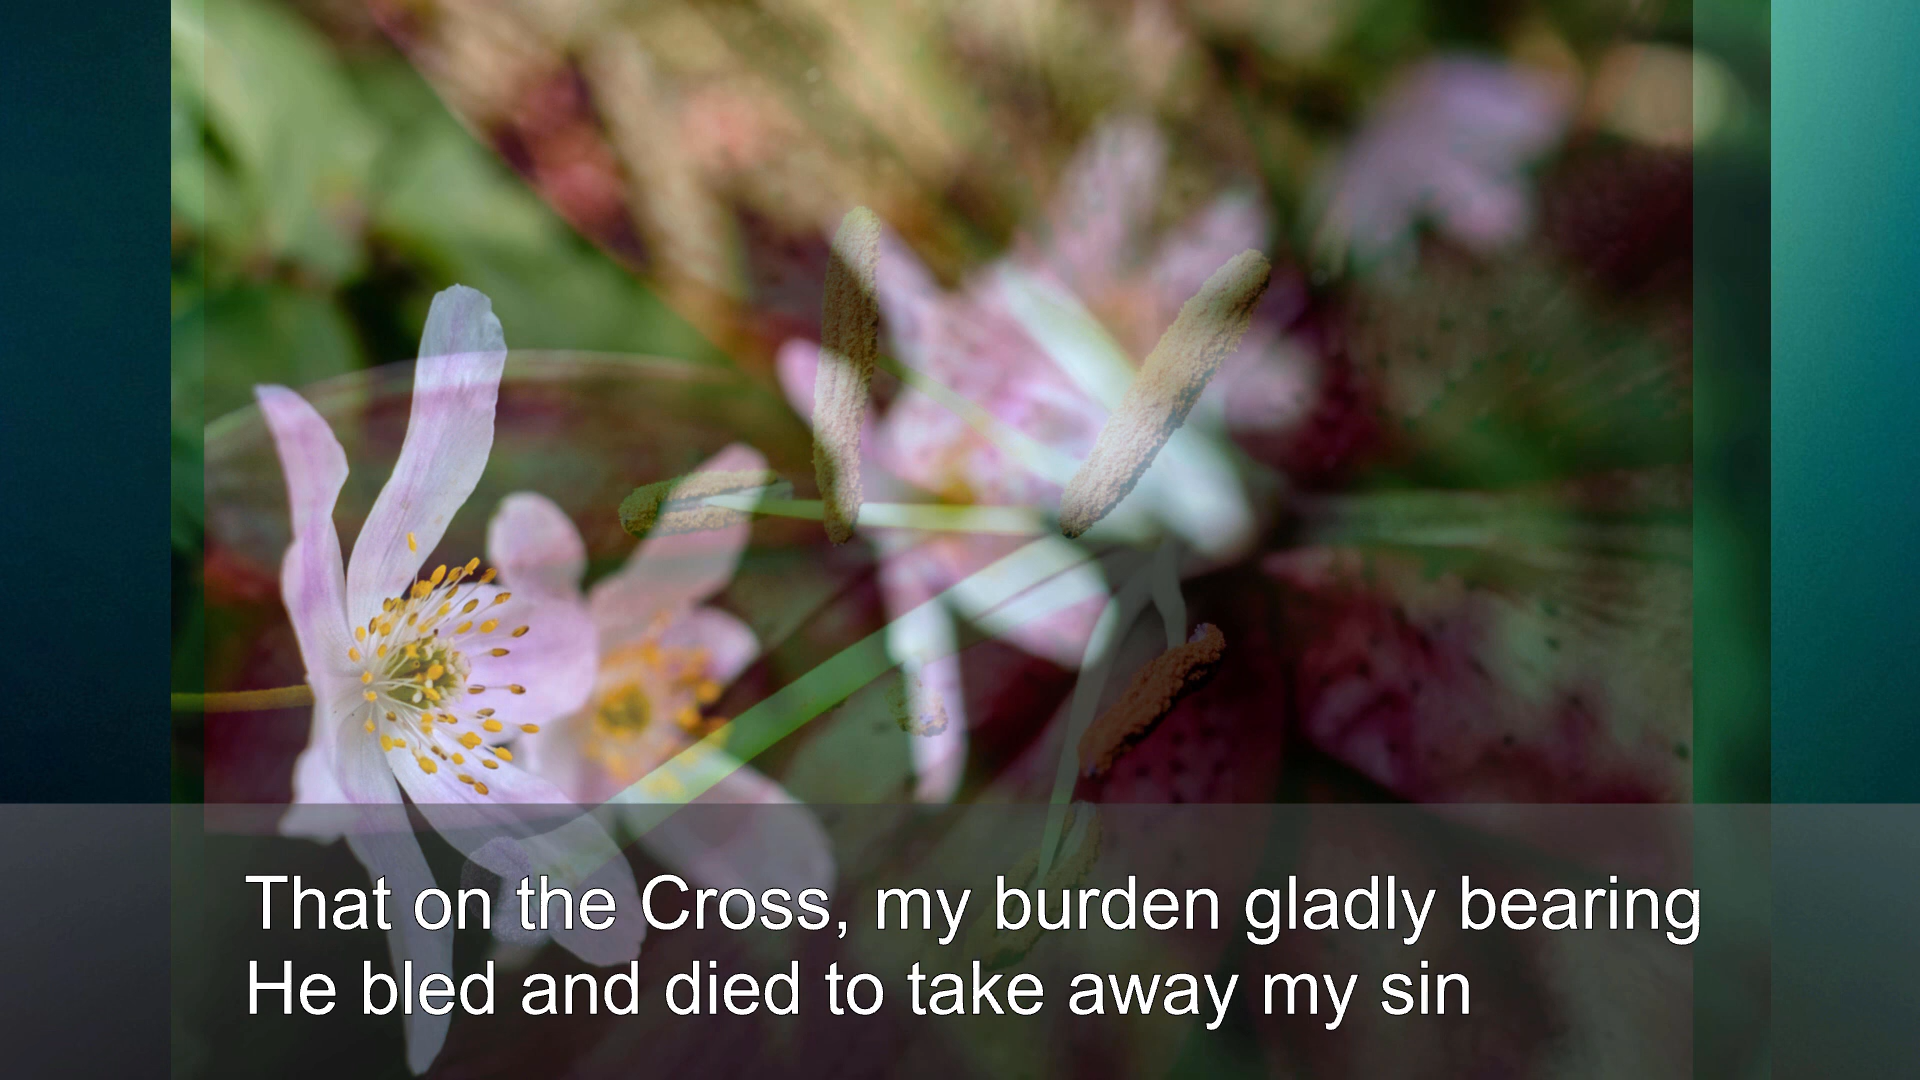 That on the Cross, my burden gladly bearing
He bled and died to take away my sin